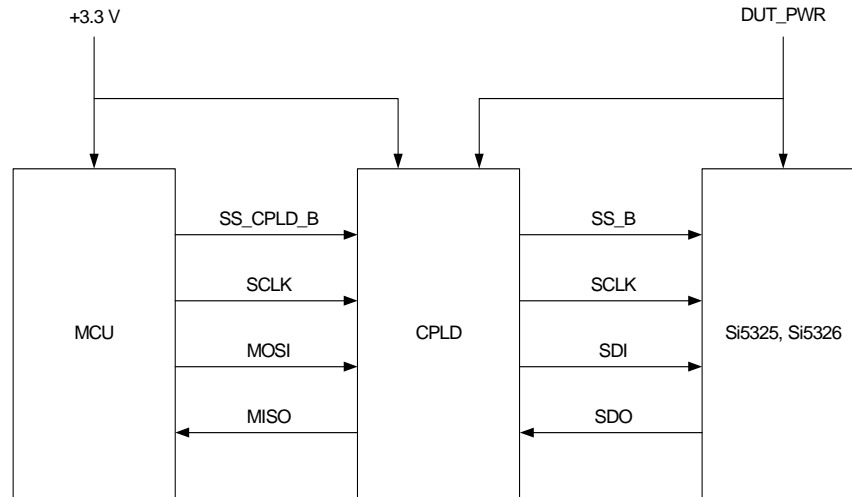 +3.3 V
DUT_PWR
SS_CPLD_B
SS_B
SCLK
SCLK
MCU
CPLD
Si5325, Si5326
MOSI
SDI
MISO
SDO